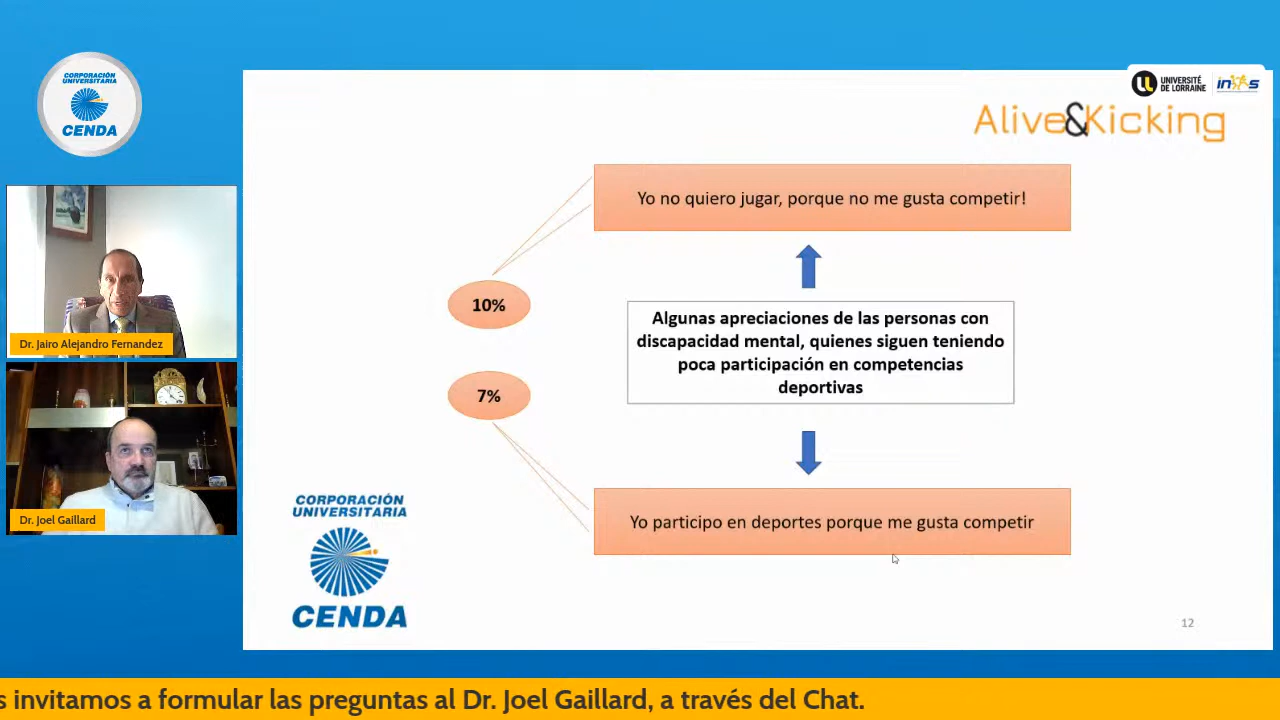 CORPORACIÓN
UNIVERSITARIA
CENDA
UNIVERSITÉ
DE LORRAINE
Alive&Kicking
Yo no quiero jugar, porque no me gusta competir!
10%
Algunas apreciaciones de las personas con
discapacidad mental, quienes siguen teniendo
poca participación en competencias
deportivas
7%
Yo participo en deportes porque me gusta competir
Dr. Jairo Alejandro Fernandez
Dr. Joel Gaillard
CORPORACIÓN
UNIVERSITARIA
CENDA
12
s invitamos a formular las preguntas al Dr. Joel Gaillard, a través del Chat.